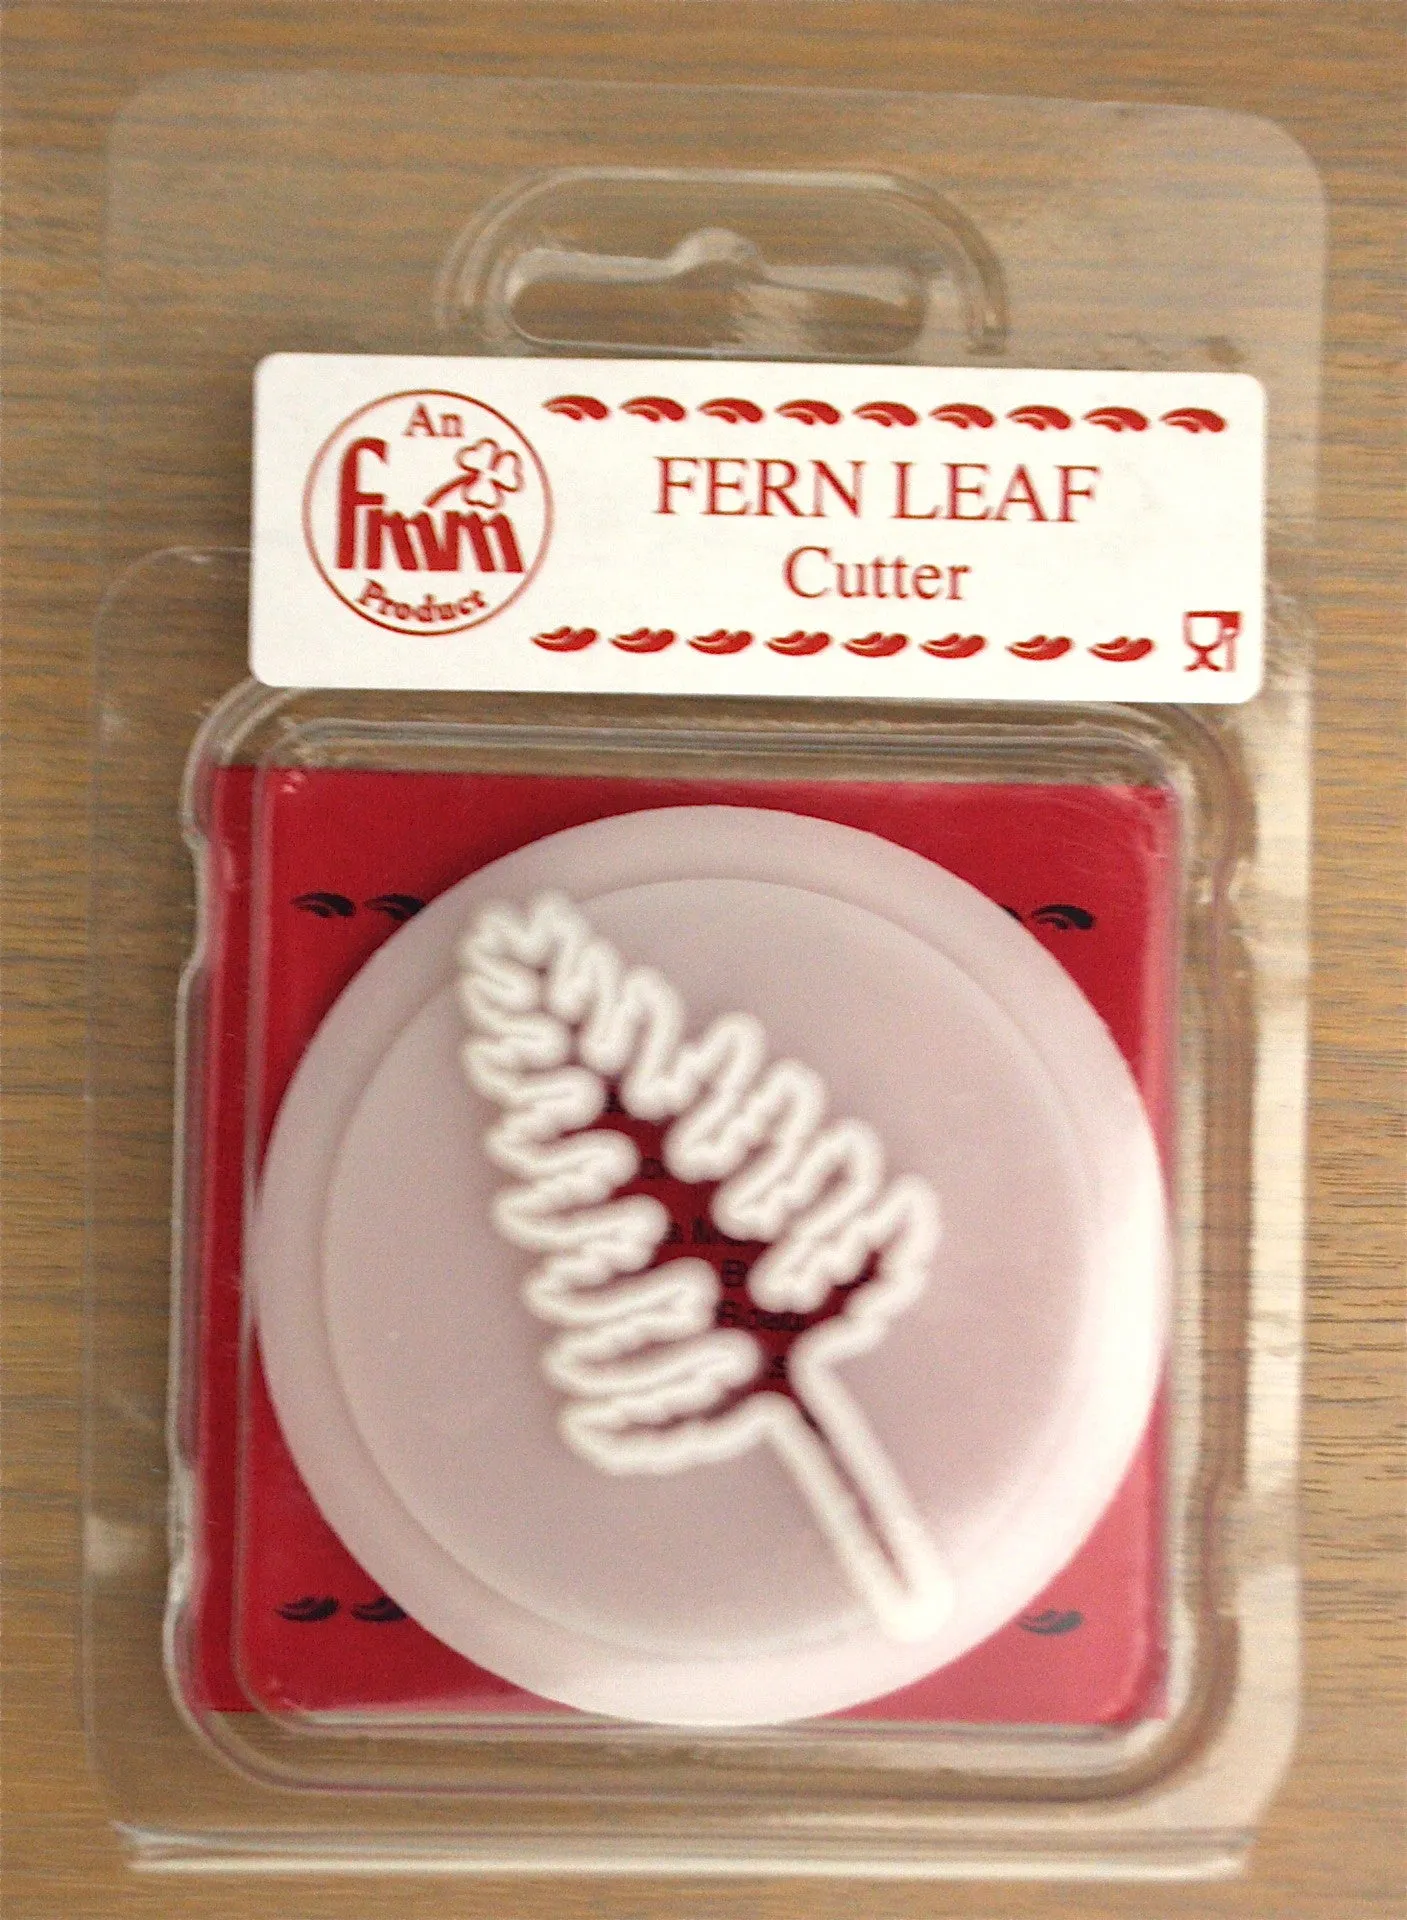 An
fmm
Product
FERN LEAF
Cutter